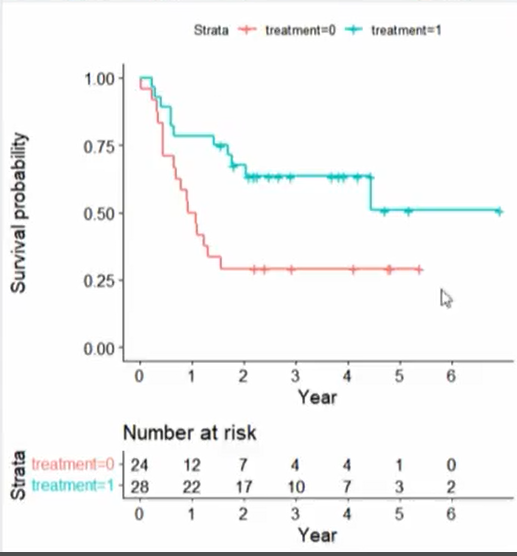 Strata treatment=0 treatment=1
Survival probability
1.00
0.75
0.50
0.25
0.00
0 1 2 3 4 5 6
Year
Number at risk
Strata
treatment=0 24 12 7 4 4 1 0
treatment=1 28 22 17 10 7 3 2
0 1 2 3 4 5 6
Year